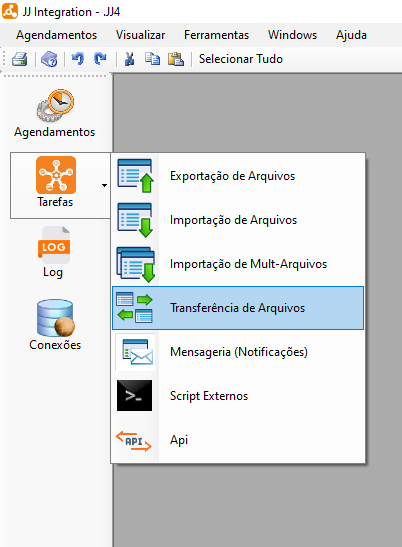 JJ Integration - .JJ4
Agendamentos Visualizar Ferramentas Windows Ajuda
Selecionar Tudo
Agendamentos
Tarefas
Exportação de Arquivos
Importação de Arquivos
Importação de Mult-Arquivos
Transferência de Arquivos
Mensageria (Notificações)
Script Externos
API
Api
LOG
Log
Conexões